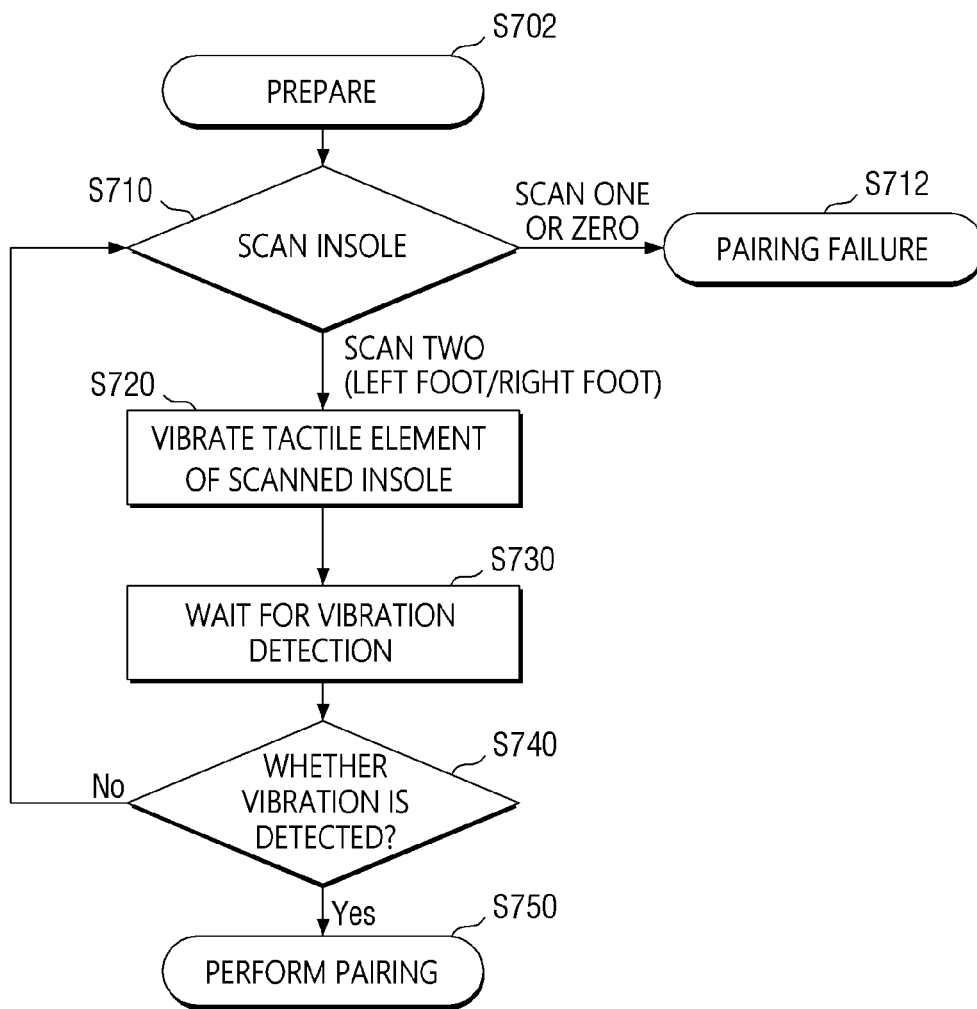 S702
PREPARE
S710
SCAN INSOLE
SCAN ONE
OR ZERO
S712
PAIRING FAILURE
SCAN TWO
(LEFT FOOT/RIGHT FOOT)
S720
VIBRATE TACTILE ELEMENT
OF SCANNED INSOLE
S730
WAIT FOR VIBRATION
DETECTION
S740
WHETHER
VIBRATION IS
DETECTED?
No
Yes
S750
PERFORM PAIRING